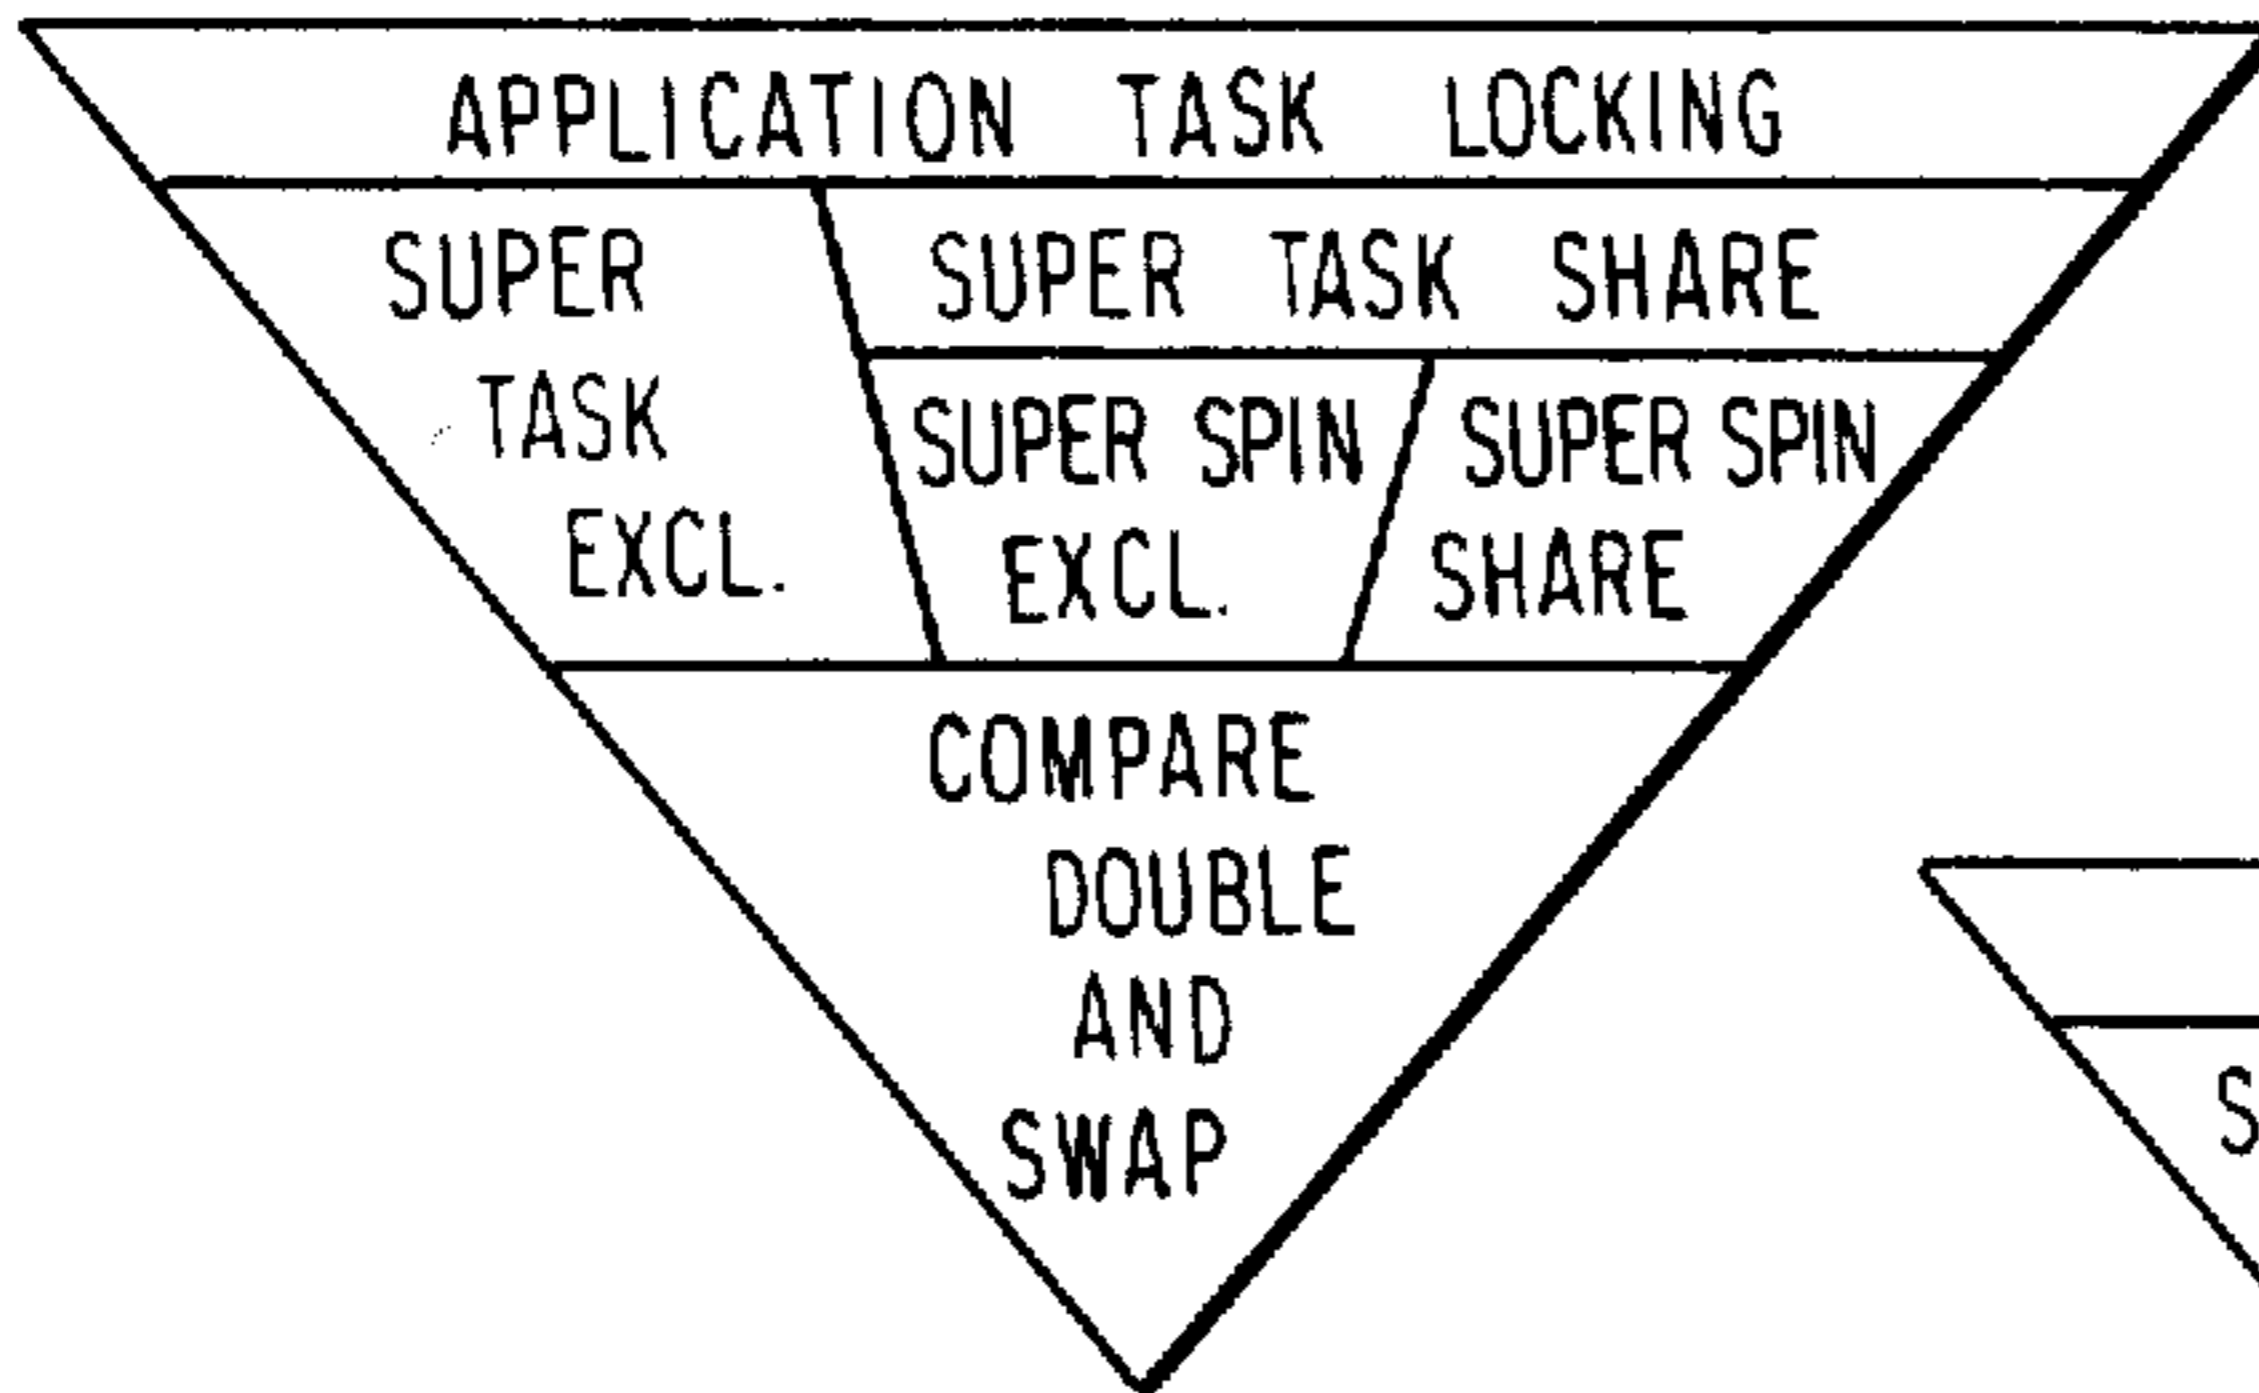 APPLICATION TASK LOCKING
SUPER
TASK
EXCL.
SUPER TASK SHARE
SUPER SPIN
EXCL.
SUPER SPIN
SHARE
COMPARE
DOUBLE
AND
SWAP
S